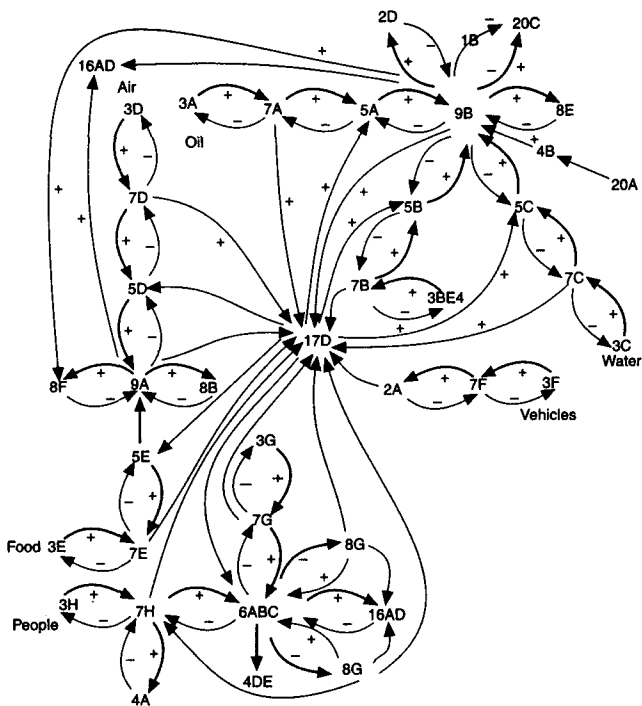 2D
1B
20C
+ - - +
16AD
+
- +
Air
3D
3A + 7A + 5A + 9B + 8E
- - - -
Oil
+
4B
20A
+ -
7D
- + - +
5B
5C
+ + + + + +
- + - +
+ -
5D
7B
7C
+ -
- + 3BE4
+
- +
17D
3C
Water
8F + 9A + 8B
- -
2A + 7F + 3F
- -
Vehicles
5E
3G
- +
- +
Food 3E + 7E
-
7G
- +
- 8G
+
3H + 7H + 6ABC + 16AD
People - - -
+
- +
- 8G
4A
4DE